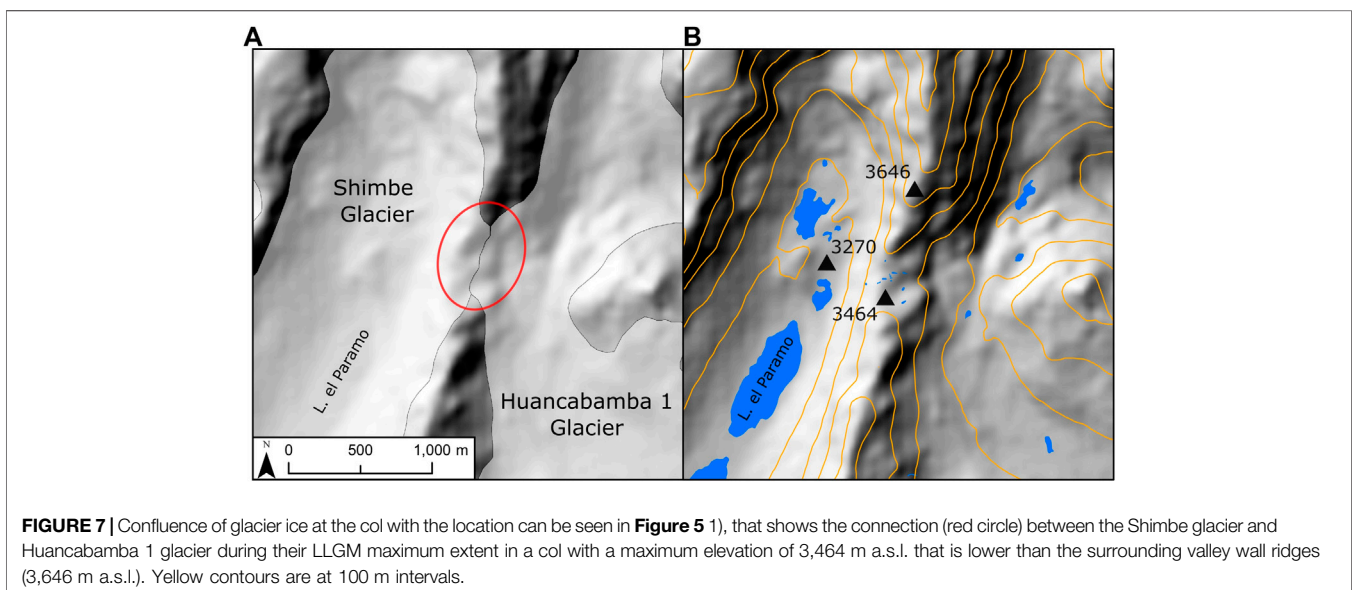 A
B
Shimbe
Glacier
L. el Paramo
Huancabamba 1
Glacier
N
0 500 1,000 m
3646
3270
3464
L. el Paramo
FIGURE 7 | Confluence of glacier ice at the col with the location can be seen in Figure 5 1), that shows the connection (red circle) between the Shimbe glacier and
Huancabamba 1 glacier during their LLGM maximum extent in a col with a maximum elevation of 3,464 m a.s.l. that is lower than the surrounding valley wall ridges
(3,646 m a.s.l.). Yellow contours are at 100 m intervals.